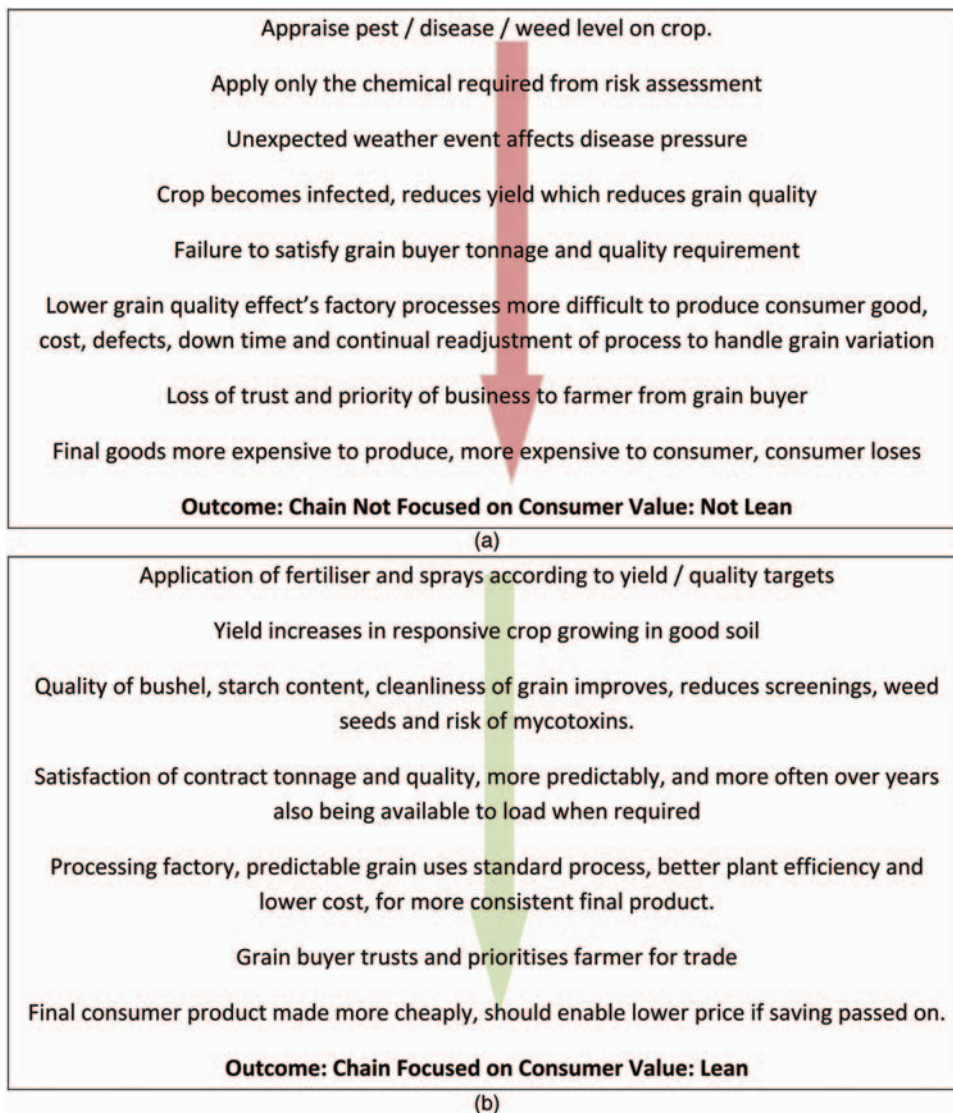 Appraise pest / disease / weed level on crop.
Apply only the chemical required from risk assessment
Unexpected weather event affects disease pressure
Crop becomes infected, reduces yield which reduces grain quality
Failure to satisfy grain buyer tonnage and quality requirement
Lower grain quality effect's factory processes more difficult to produce consumer good,
cost, defects, down time and continual readjustment of process to handle grain variation
Loss of trust and priority of business to farmer from grain buyer
Final goods more expensive to produce, more expensive to consumer, consumer loses
Outcome: Chain Not Focused on Consumer Value: Not Lean
(a)
Application of fertiliser and sprays according to yield / quality targets
Yield increases in responsive crop growing in good soil
Quality of bushel, starch content, cleanliness of grain improves, reduces screenings, weed
seeds and risk of mycotoxins.
Satisfaction of contract tonnage and quality, more predictably, and more often over years
also being available to load when required
Processing factory, predictable grain uses standard process, better plant efficiency and
lower cost, for more consistent final product.
Grain buyer trusts and prioritises farmer for trade
Final consumer product made more cheaply, should enable lower price if saving passed on.
Outcome: Chain Focused on Consumer Value: Lean
(b)